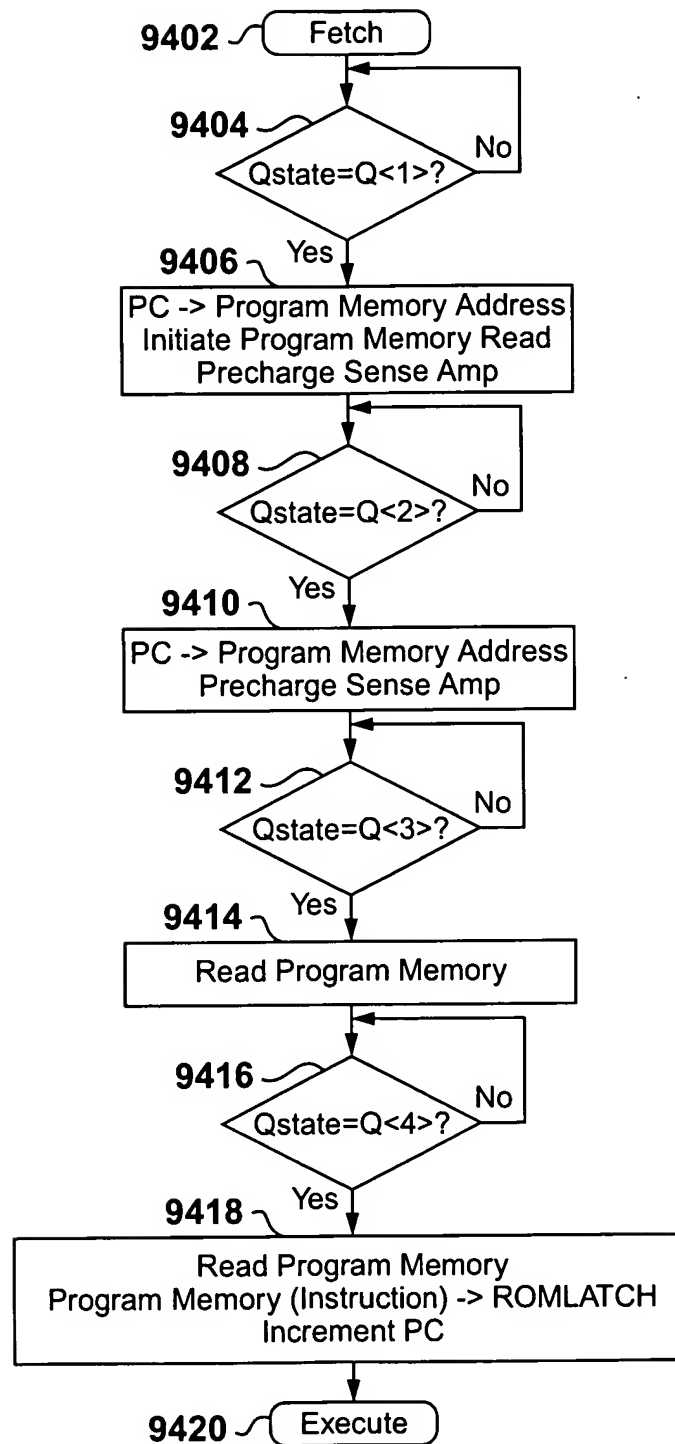 9402 Fetch
9404
Qstate=Q<1>?
No
Yes
9406
PC -> Program Memory Address
Initiate Program Memory Read
Precharge Sense Amp
9408
Qstate=Q<2>?
No
Yes
9410
PC -> Program Memory Address
Precharge Sense Amp
9412
Qstate=Q<3>?
No
Yes
9414
Read Program Memory
9416
Qstate=Q<4>?
No
Yes
9418
Read Program Memory
Program Memory (Instruction) -> ROMLATCH
Increment PC
9420 Execute